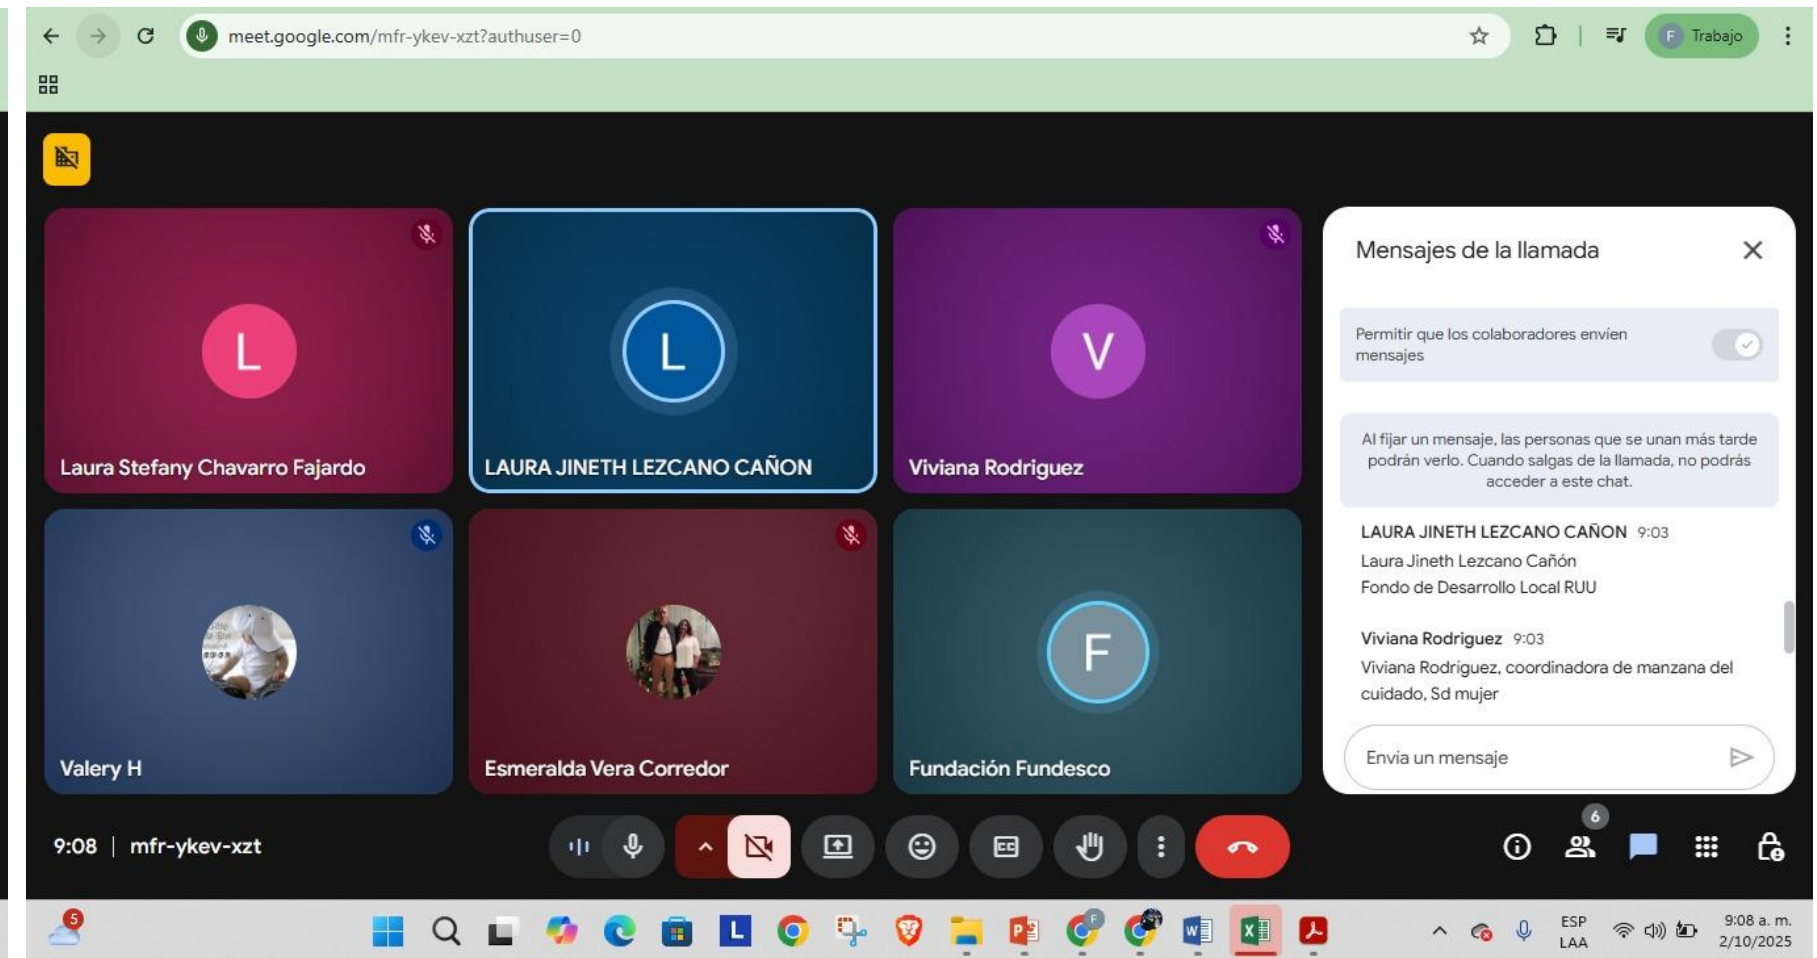 meet.google.com/mfr-ykev-xzt?authuser=0
F Trabajo
L
Laura Stefany Chavarro Fajardo
L
LAURA JINETH LEZCANO CAÑON
V
Viviana Rodriguez
Valery H
Esmeralda Vera Corredor
F
Fundación Fundesco
Mensajes de la llamada
Permitir que los colaboradores envíen
mensajes
Al fijar un mensaje, las personas que se unan más tarde
podrán verlo. Cuando salgas de la llamada, no podrás
acceder a este chat.
LAURA JINETH LEZCANO CAÑON 9:03
Laura Jineth Lezcano Cañón
Fondo de Desarrollo Local RUU
Viviana Rodriguez 9:03
Viviana Rodríguez, coordinadora de manzana del
cuidado, Sd mujer
Envía un mensaje
9:08 | mfr-ykev-xzt
CC
6
5
L
F
ESP
LAA
9:08 a. m.
2/10/2025